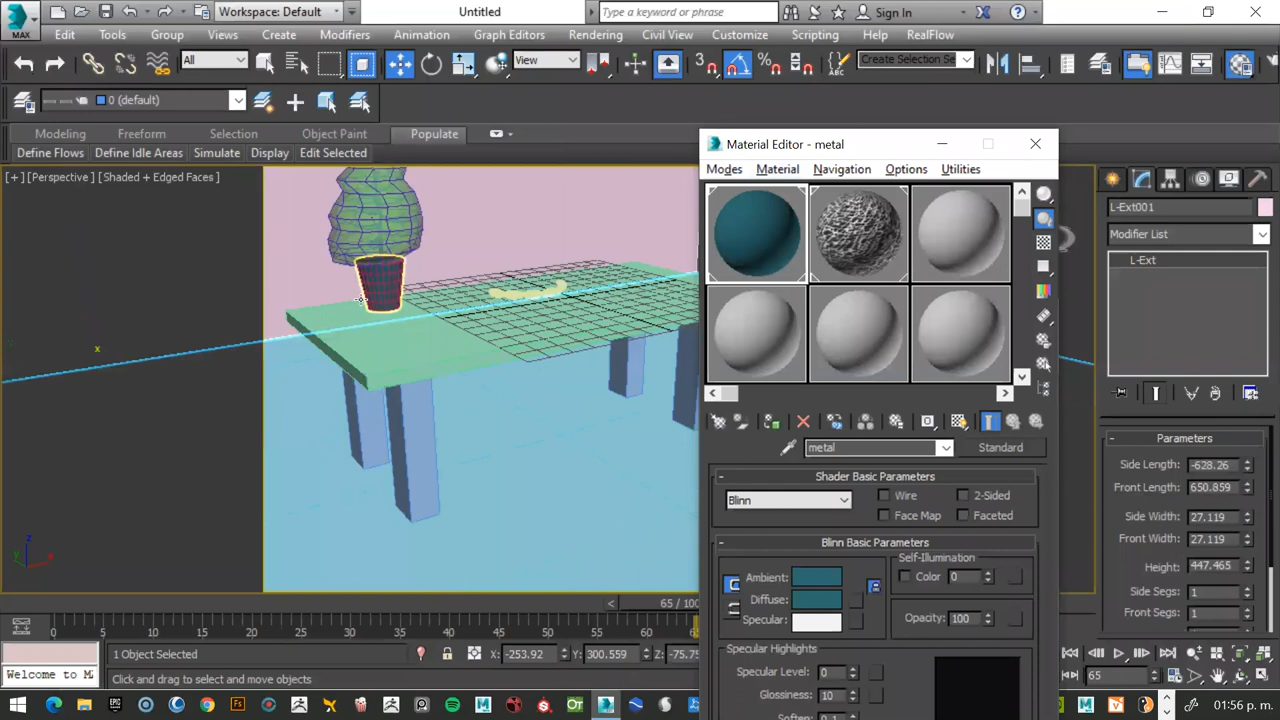 Workspace: Default
Untitled
Type a keyword or phrase
Sign In
MAX
Edit Tools Group Views Create Modifiers Animation Graph Editors Rendering Civil View Customize Scripting Help RealFlow
All
View
Create Selection Se
0 (default)
Modeling Freeform Selection Object Paint Populate
Define Flows Define Idle Areas Simulate Display Edit Selected
[ + ] [Perspective ] [Shaded + Edged Faces ]
Material Editor - metal
Modes Material Navigation Options Utilities
L-Ext001
Modifier List
L-Ext
metal
Standard
Shader Basic Parameters
Blinn
Wire
2-Sided
Face Map
Faceted
Blinn Basic Parameters
Self-Illumination
Ambient:
Color 0
Diffuse:
Specular:
Opacity: 100
Specular Highlights
Specular Level: 0
Glossiness: 10
Soften: 0.1
Parameters
Side Length: -628.26
Front Length: 650.859
Side Width: 27.119
Front Width: 27.119
Height: 447.465
Side Segs: 1
Front Segs: 1
x
z
y
x
65 / 100
0 5 10 15 20 25 30 35 40 45 50 55 60
1 Object Selected
X: -253.92 Y: 300.559 Z: -75.75
Welcome to M
Click and drag to select and move objects
65
01:56 p. m.